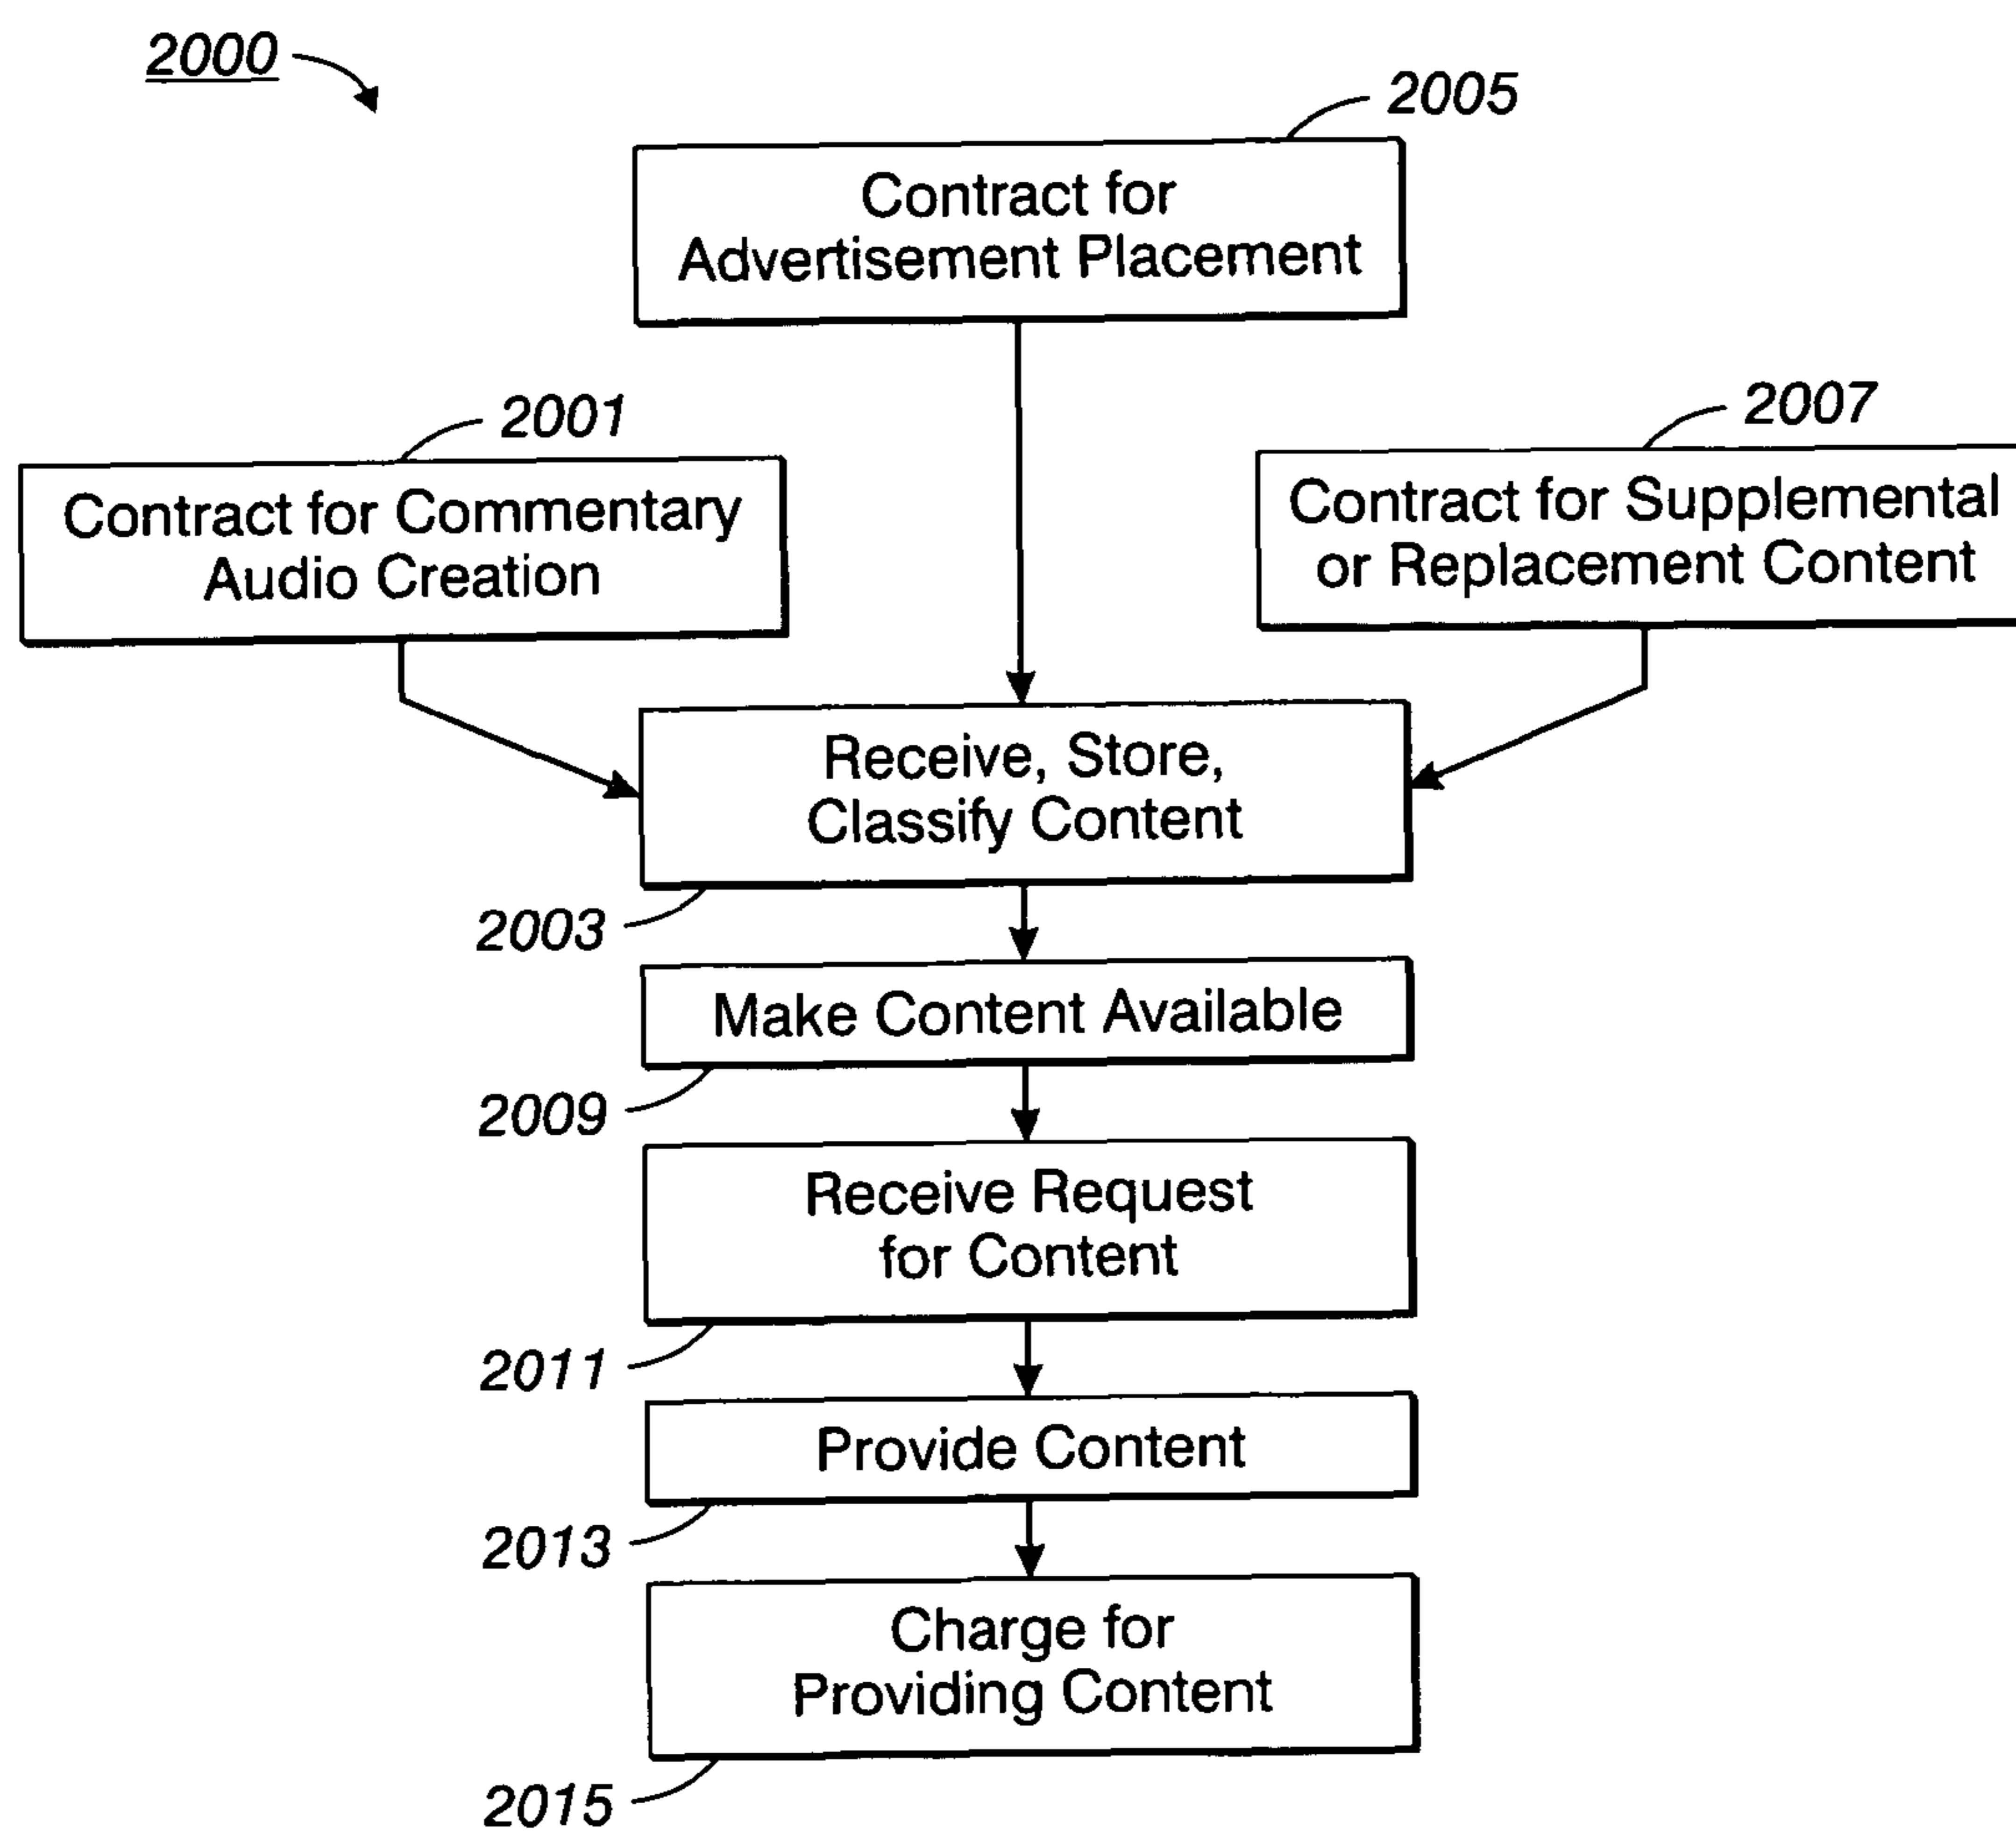 2000
2005
Contract for
Advertisement Placement
2001
Contract for Commentary
Audio Creation
2007
Contract for Supplemental
or Replacement Content
Receive, Store,
Classify Content
2003
Make Content Available
2009
Receive Request
for Content
2011
Provide Content
2013
Charge for
Providing Content
2015